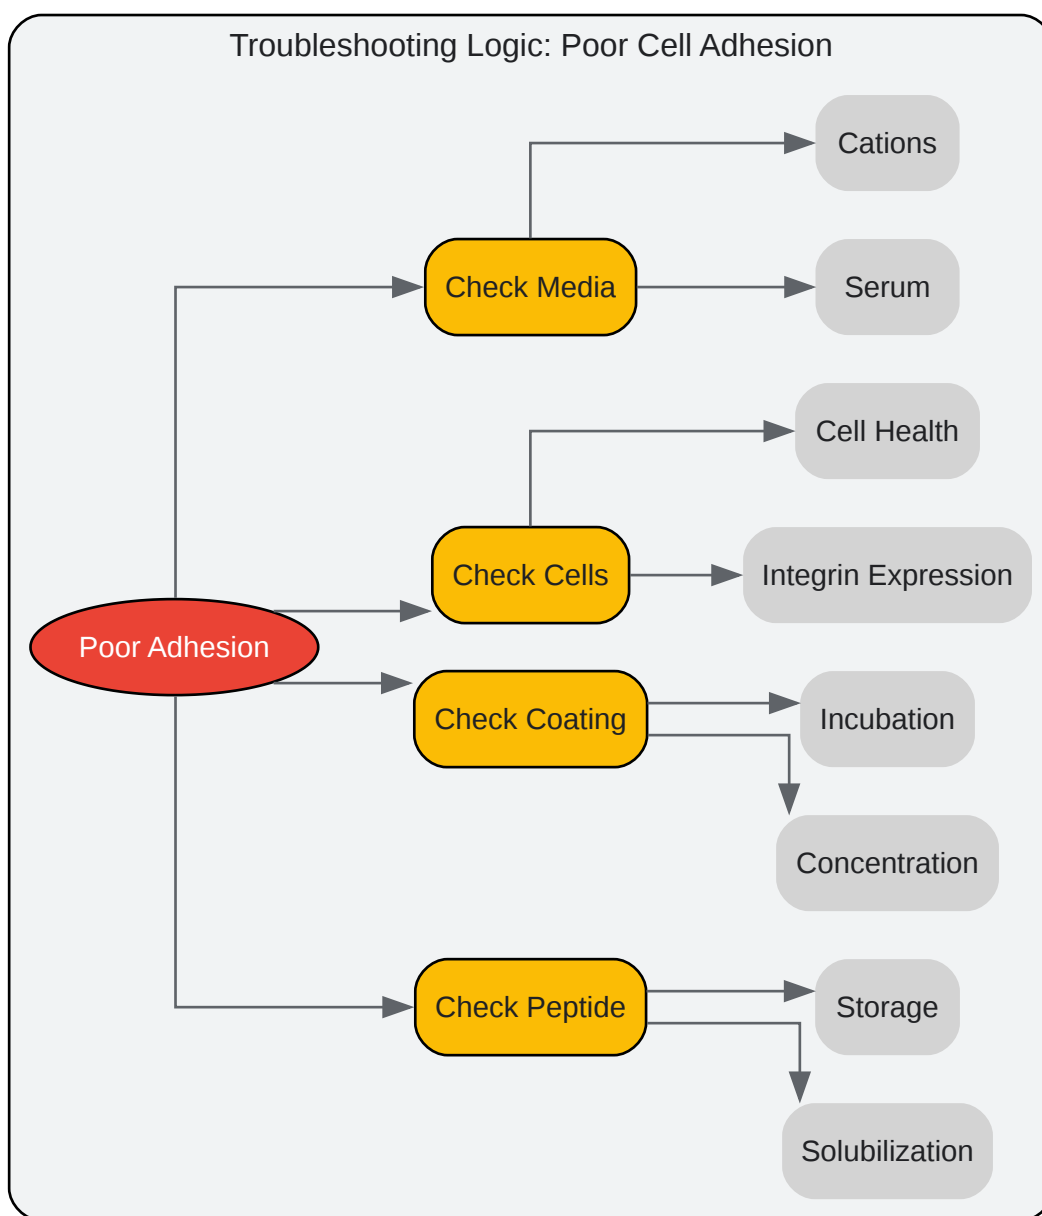 Troubleshooting Logic: Poor Cell Adhesion
Cations
Check Media
Serum
Cell Health
Check Cells
Integrin Expression
Poor Adhesion
Check Coating
Incubation
Concentration
Check Peptide
Storage
Solubilization